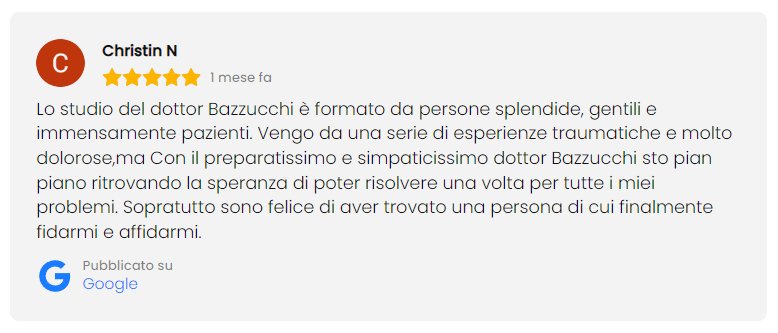 C
Christin N
1 mese fa
Lo studio del dottor Bazzucchi è formato da persone splendide, gentili e
immensamente pazienti. Vengo da una serie di esperienze traumatiche e molto
dolorose,ma Con il preparatissimo e simpaticissimo dottor Bazzucchi sto pian
piano ritrovando la speranza di poter risolvere una volta per tutte i miei
problemi. Sopratutto sono felice di aver trovato una persona di cui finalmente
fidarmi e affidarmi.
Pubblicato su
Google